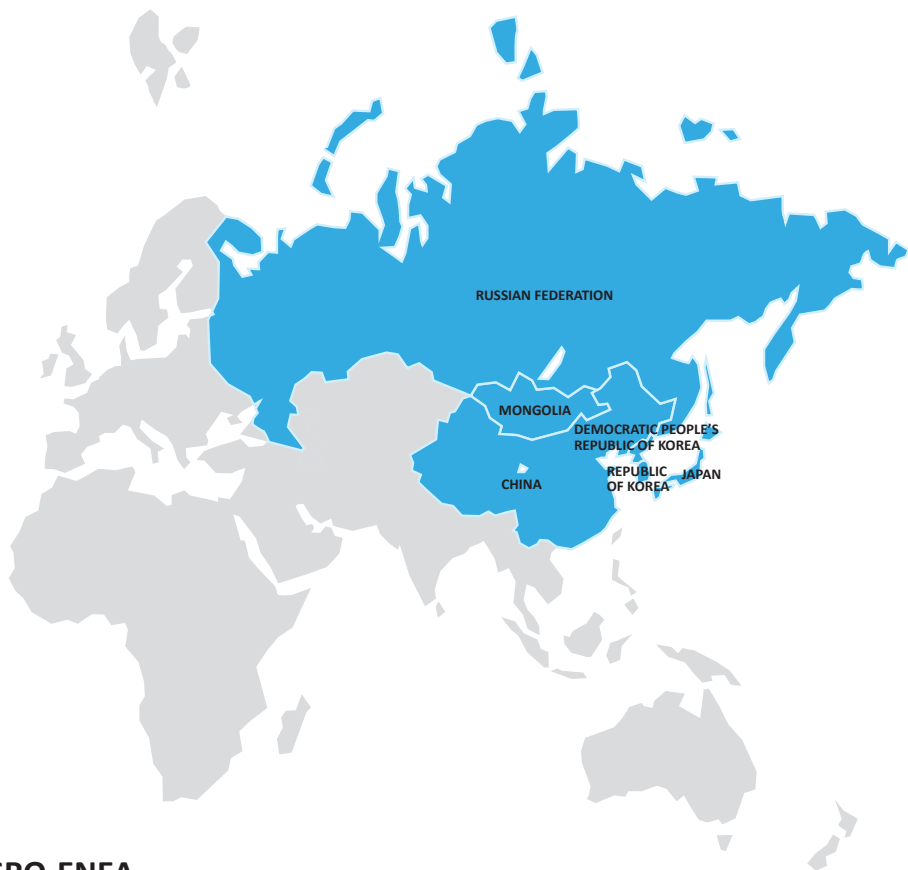 RUSSIAN FEDERATION
MONGOLIA
DEMOCRATIC PEOPLE'S
REPUBLIC OF KOREA
CHINA
REPUBLIC
OF KOREA
JAPAN